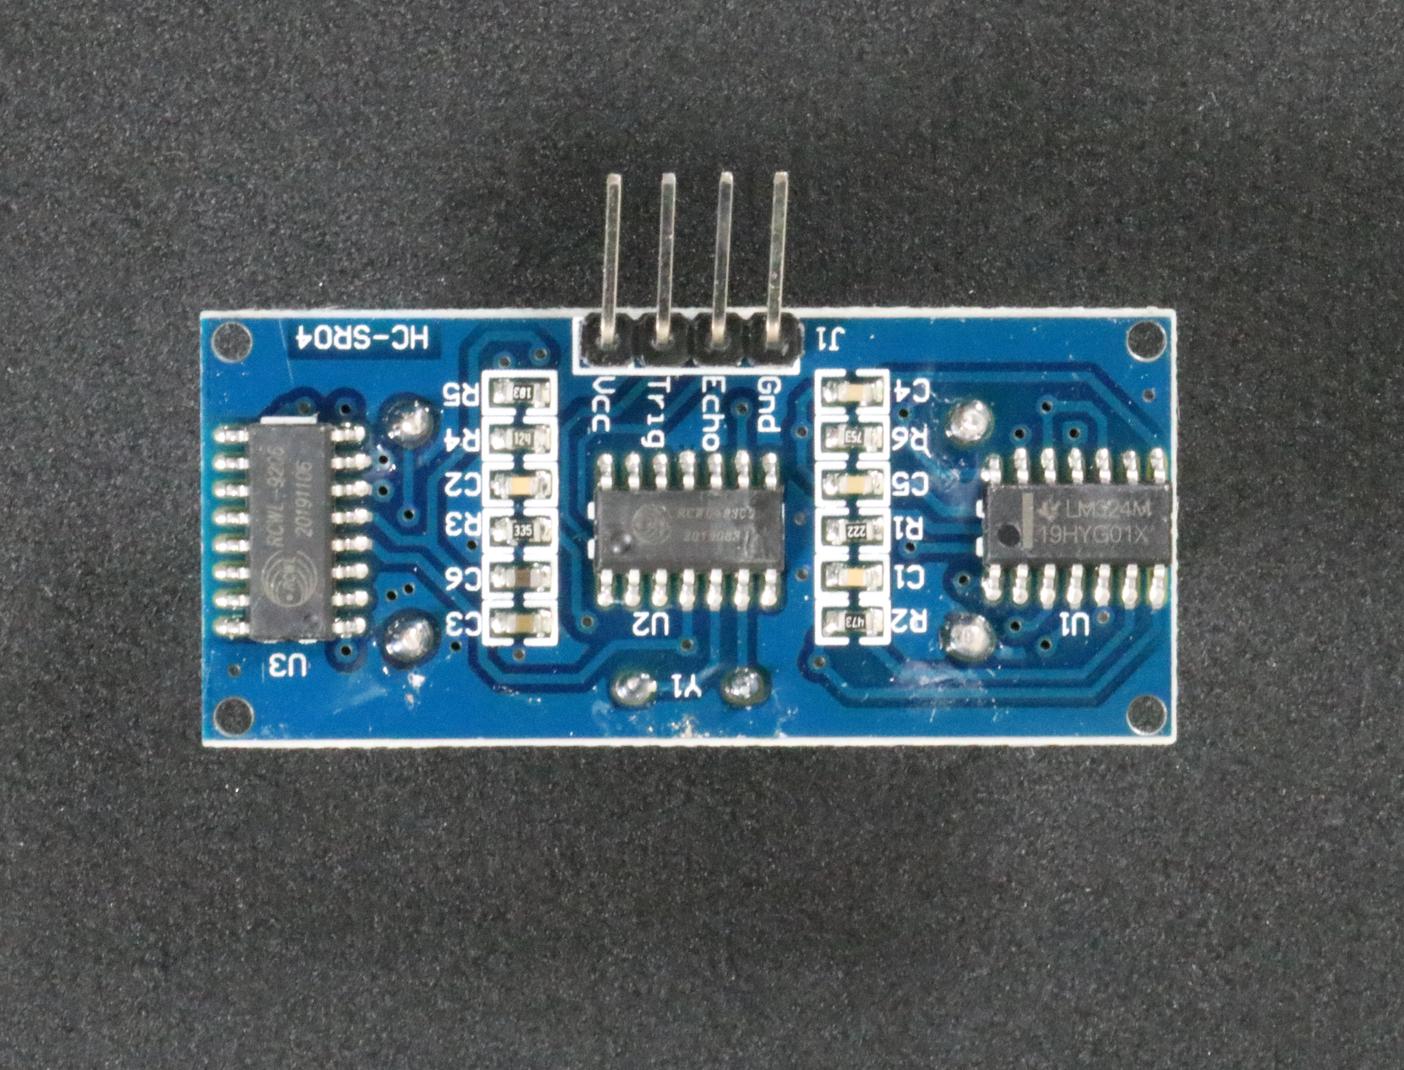 HC-SR04
J1
Vcc
Trig
Echo
Gnd
R5
R4
C2
R3
C6
C3
183
124
335
C4
R6
C5
R1
C1
R2
753
222
473
RCWL-9206
20191106
U3
U2
LM324M
19HYG01X
U1
Y1